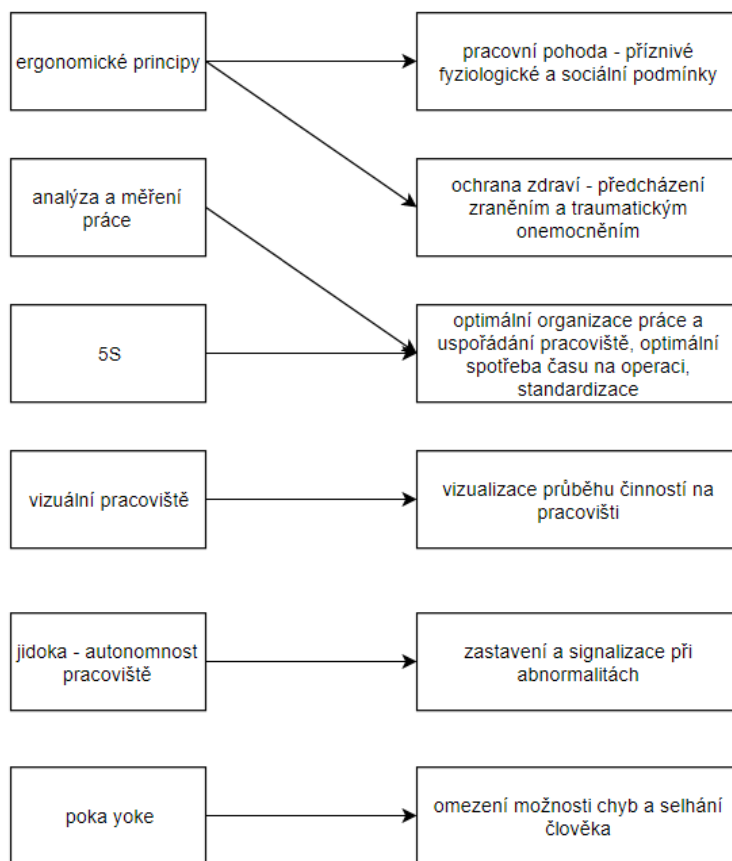 ergonomické principy
pracovní pohoda - příznivé
fyziologické a sociální podmínky
analýza a měření
práce
ochrana zdraví - předcházení
zraněním a traumatickým
onemocněním
5S
optimální organizace práce a
uspořádání pracoviště, optimální
spotřeba času na operaci,
standardizace
vizuální pracoviště
vizualizace průběhu činností na
pracovišti
jidoka - autonomnost
pracoviště
zastavení a signalizace při
abnormalitách
poka yoke
omezení možnosti chyb a selhání
člověka